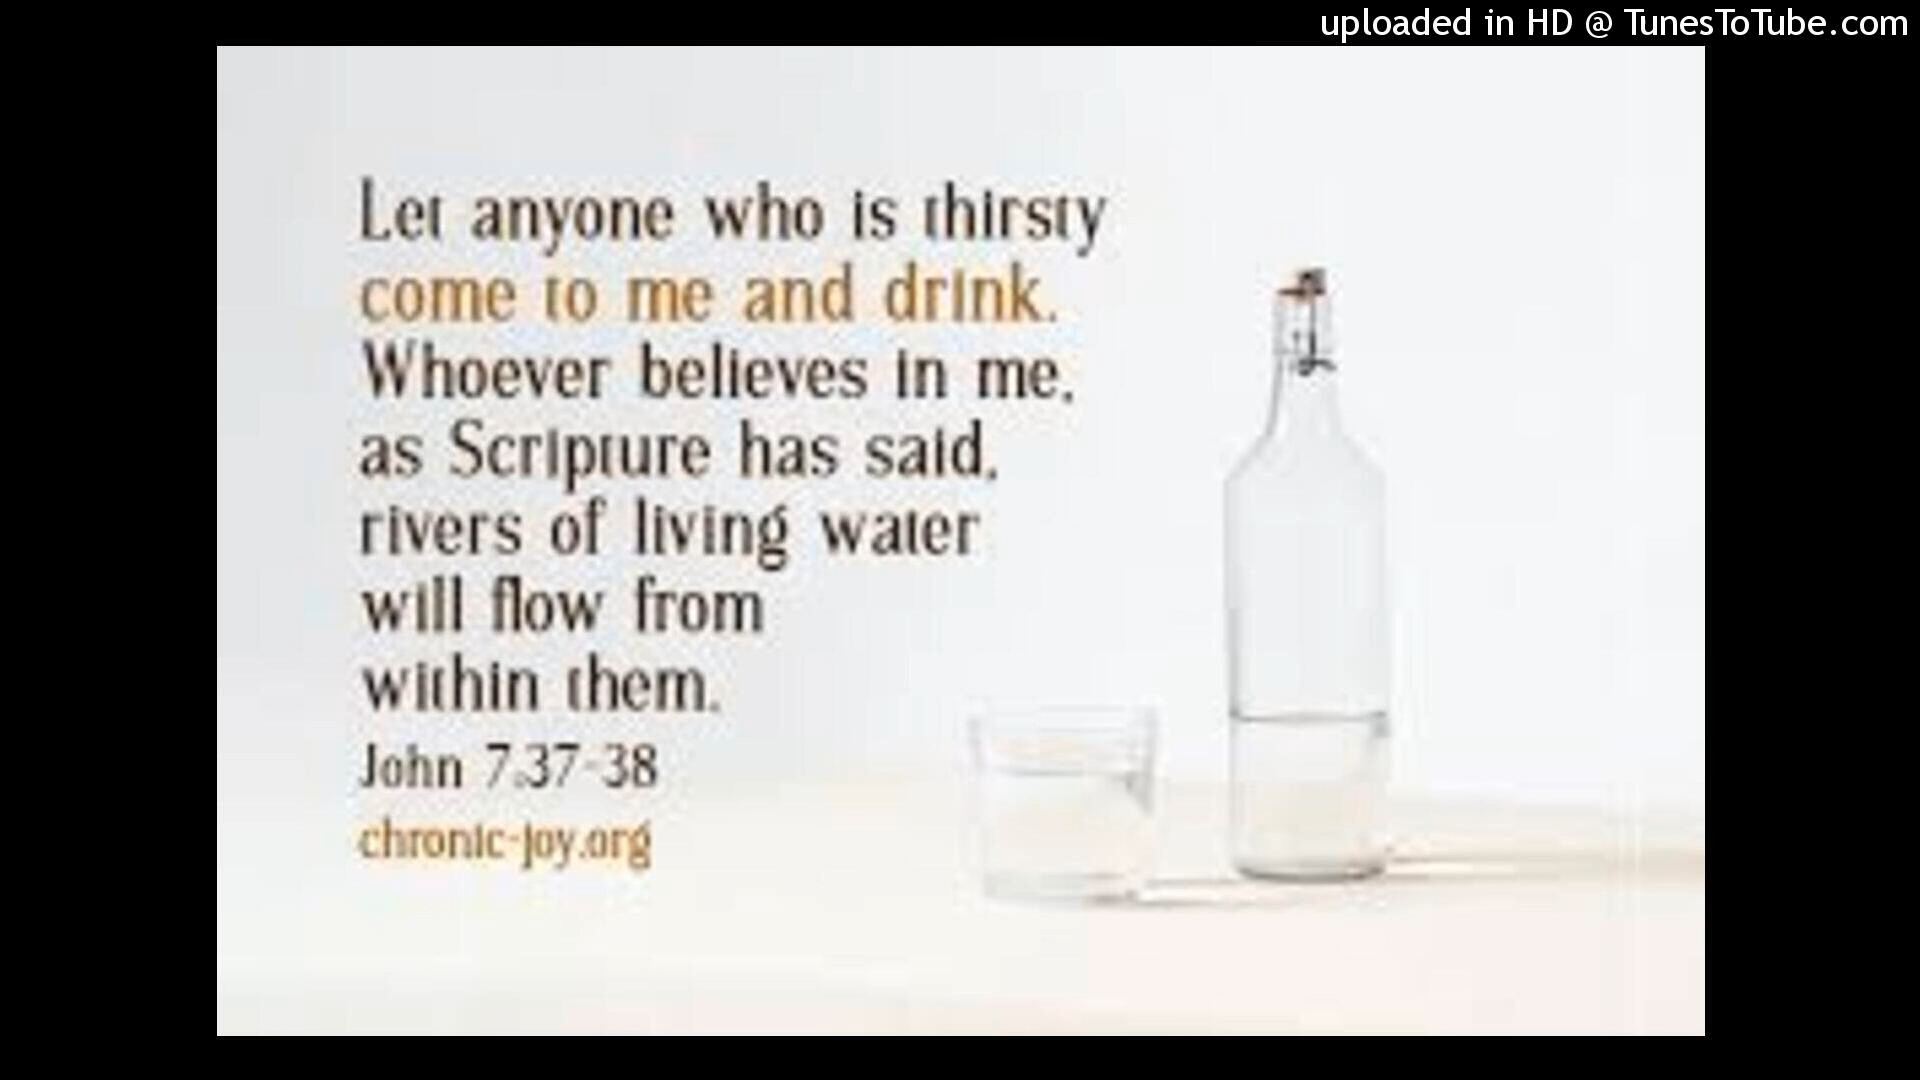 uploaded in HD @ TunesToTube.com
Let anyone who is thirsty
come to me and drink.
Whoever believes in me,
as Scripture has said,
rivers of living water
will flow from
within them.
John 7.37-38
chronic-joy.org